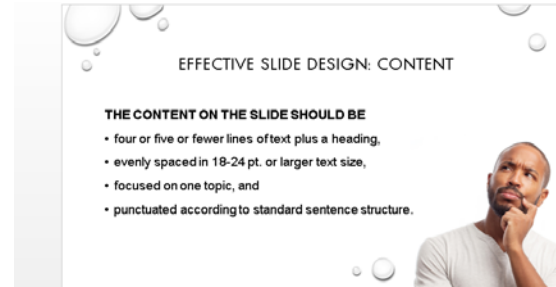 EFFECTIVE SLIDE DESIGN: CONTENT
THE CONTENT ON THE SLIDE SHOULD BE
• four or five or fewer lines of text plus a heading,
• evenly spaced in 18-24 pt. or larger text size,
• focused on one topic, and
• punctuated according to standard sentence structure.